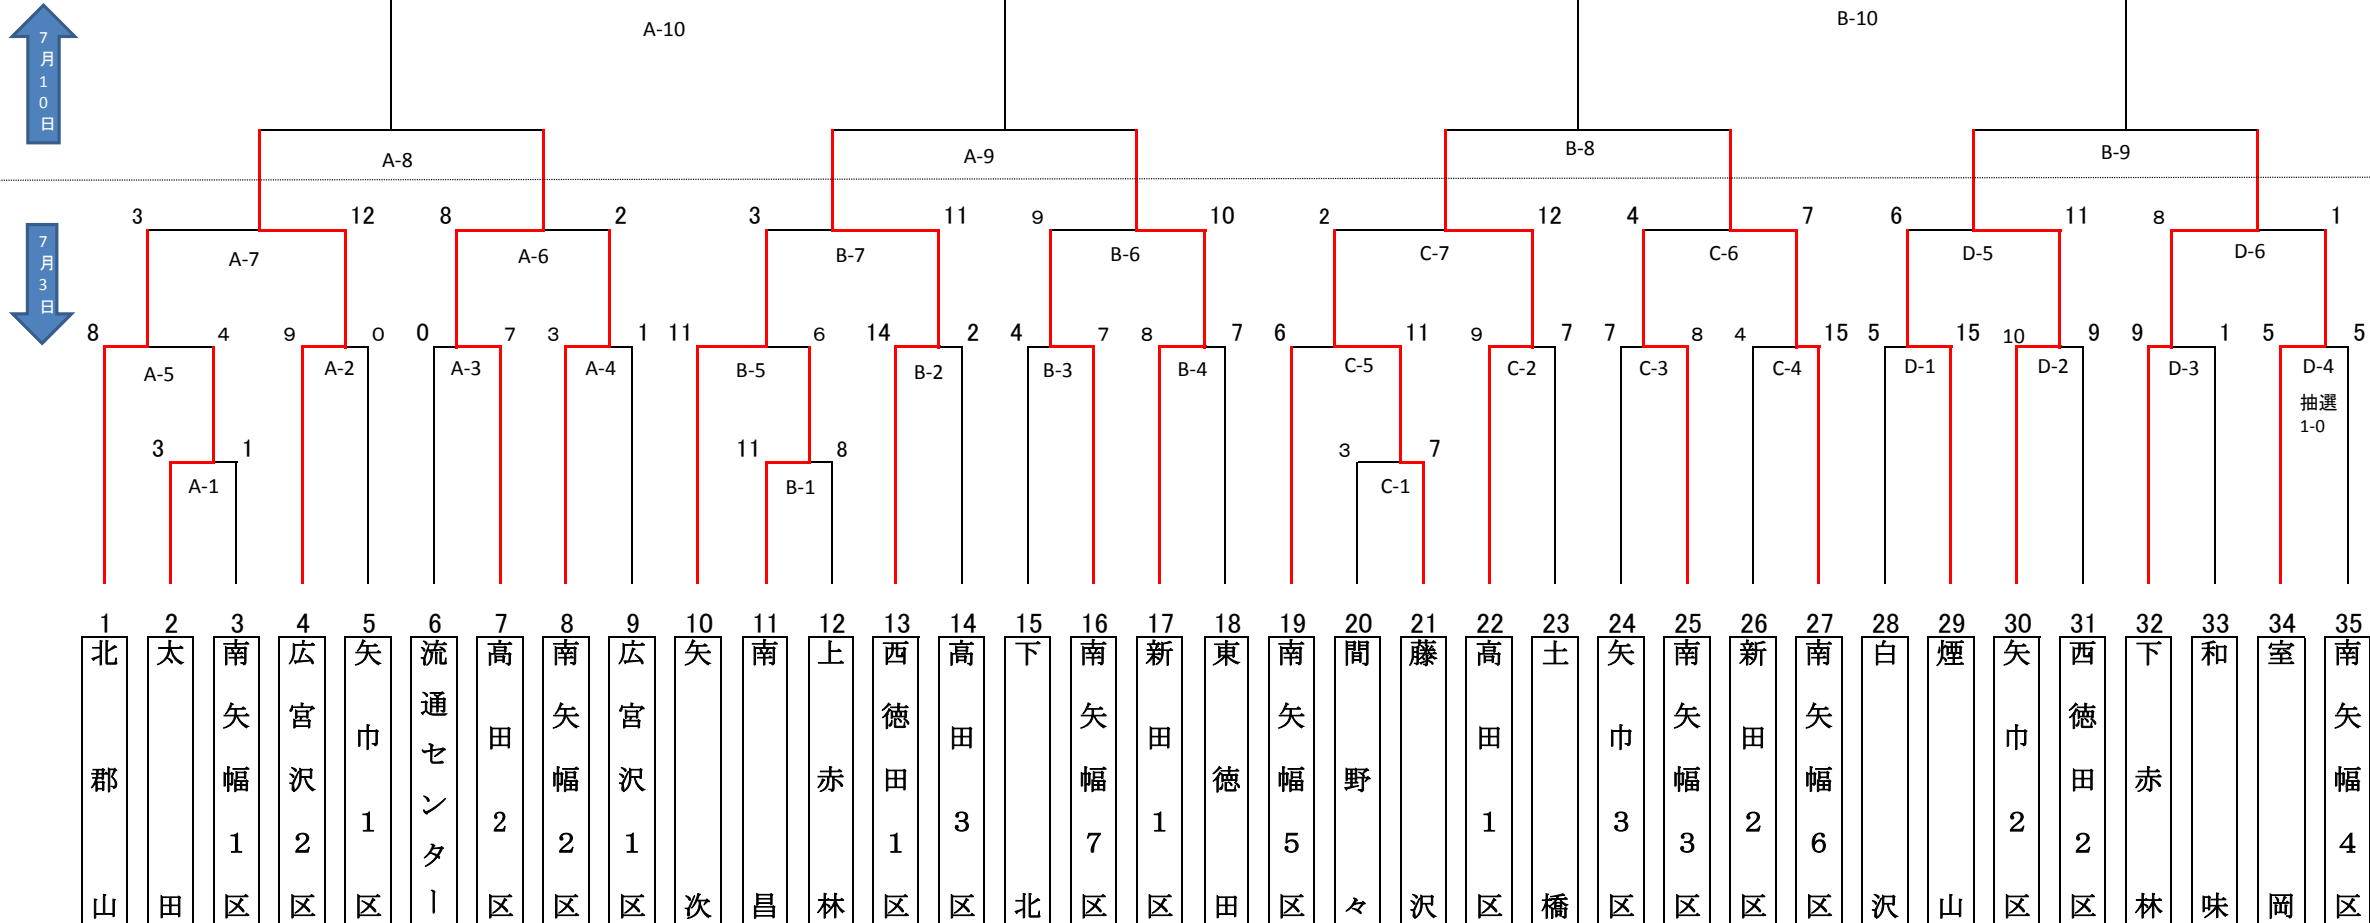 A-10
B-10
7月10日
A-8
A-9
B-8
B-9
3 12 8 2 3 11 9 10 2 12 4 7 6 11 8 1
7月3日
A-7 A-6 B-7 B-6 C-7 C-6 D-5 D-6
8 4 9 0 0 7 3 1 11 6 14 2 4 7 8 7 6 11 9 7 7 8 4 15 5 15 10 9 9 1 5 5
A-5 A-2 A-3 A-4 B-5 B-2 B-3 B-4 C-5 C-2 C-3 C-4 D-1 D-2 D-3 D-4
抽選
1-0
3 1 11 8 3 7
A-1 B-1 C-1
1 2 3 4 5 6 7 8 9 10 11 12 13 14 15 16 17 18 19 20 21 22 23 24 25 26 27 28 29 30 31 32 33 34 35
北郡山
太田
南矢幅1区
広宮沢2区
矢巾1区
流通センター
高田2区
南矢幅2区
広宮沢1区
矢次
南昌
上赤林
西徳田1区
高田3区
下北
南矢幅7区
新田1区
東徳田
南矢幅5区
間野々
藤沢
高田1区
土橋
矢巾3区
南矢幅3区
新田2区
南矢幅6区
白沢
煙山
矢巾2区
西徳田2区
下赤林
和味
室岡
南矢幅4区